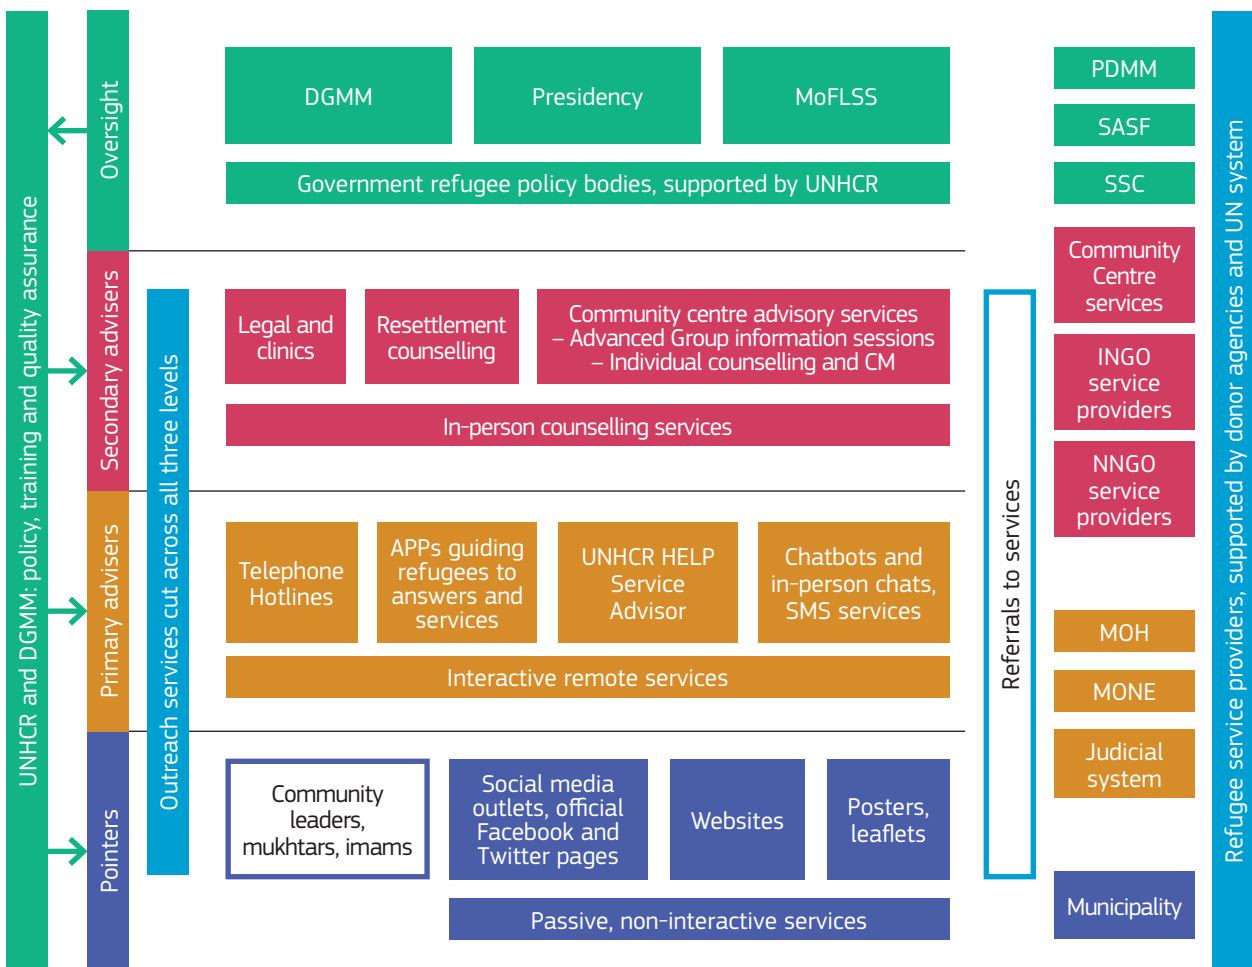 UNHCR and DGMM: policy, training and quality assurance
Oversight
DGMM
Presidency
MoFLSS
Government refugee policy bodies, supported by UNHCR
Secondary advisers
Outreach services cut across all three levels
Legal and
clinics
Resettlement
counselling
Community centre advisory services
– Advanced Group information sessions
– Individual counselling and CM
In-person counselling services
Primary advisers
Telephone
Hotlines
APPs guiding
refugees to
answers and
services
UNHCR HELP
Service
Advisor
Chatbots and
in-person chats,
SMS services
Interactive remote services
Pointers
Community
leaders,
mukhtars, imams
Social media
outlets, official
Facebook and
Twitter pages
Websites
Posters,
leaflets
Passive, non-interactive services
Referrals to services
PDMM
SASF
SSC
Community
Centre
services
INGO
service
providers
NNGO
service
providers
MOH
MONE
Judicial
system
Municipality
Refugee service providers, supported by donor agencies and UN system